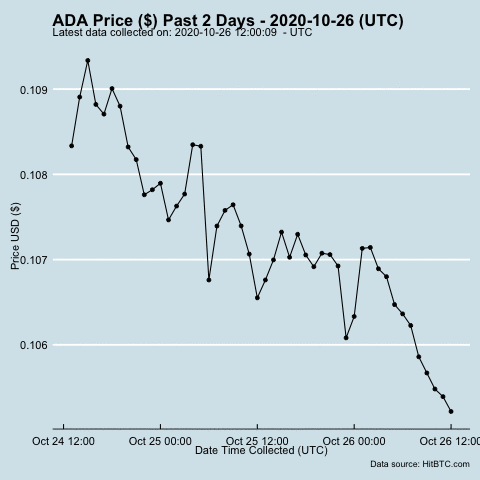 ADA Price ($) Past 2 Days - 2020-10-26 (UTC)
Latest data collected on: 2020-10-26 12:00:09  - UTC
0.109
0.108
0.107
0.106
Price USD ($)
Oct 24 12:00 Oct 25 00:00 Oct 25 12:00 Oct 26 00:00 Oct 26 12:00
Date Time Collected (UTC)
Data source: HitBTC.com